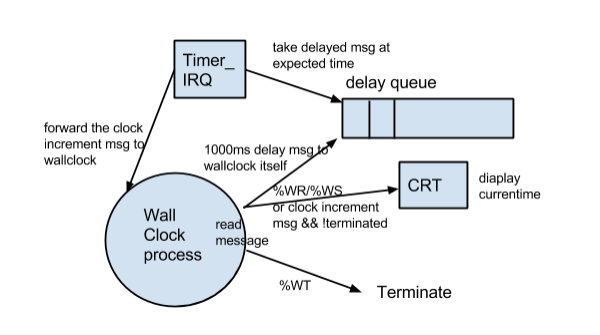 Timer_
IRQ
take delayed msg at
expected time
delay queue
forward the clock
increment msg to
wallclock
1000ms delay msg to
wallclock itself
%WR/%WS
or clock increment
msg && !terminated
CRT
diaplay
currentime
Wall
Clock
process
read
message
%WT
Terminate